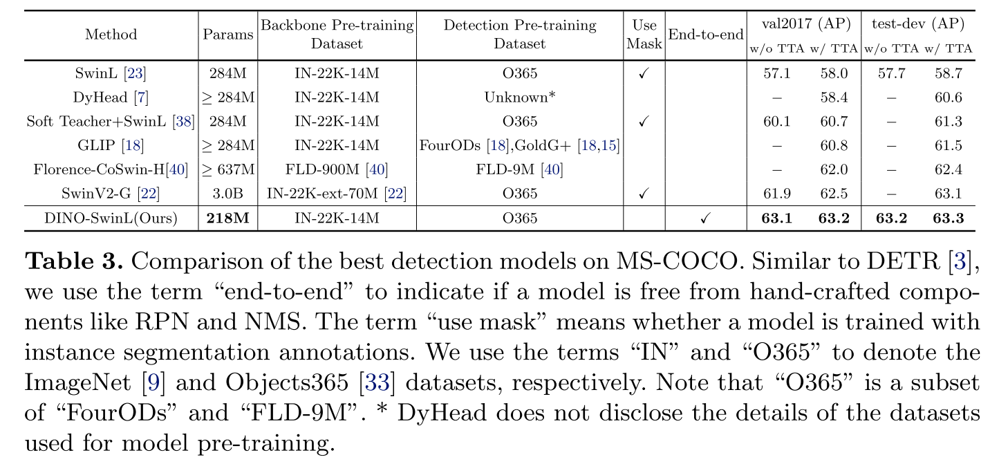 Method Params Backbone Pre-training Dataset Detection Pre-training Dataset Use Mask End-to-end val2017 (AP) test-dev (AP)
w/o TTA w/ TTA w/o TTA w/ TTA
SwinL [23] 284M IN-22K-14M O365 ✓ 57.1 58.0 57.7 58.7
DyHead [7] ≥ 284M IN-22K-14M Unknown* − 58.4 − 60.6
Soft Teacher+SwinL [38] 284M IN-22K-14M O365 ✓ 60.1 60.7 − 61.3
GLIP [18] ≥ 284M IN-22K-14M FourODs [18],GoldG+ [18,15] − 60.8 − 61.5
Florence-CoSwin-H[40] ≥ 637M FLD-900M [40] FLD-9M [40] − 62.0 − 62.4
SwinV2-G [22] 3.0B IN-22K-ext-70M [22] O365 ✓ 61.9 62.5 − 63.1
DINO-SwinL(Ours) 218M IN-22K-14M O365 ✓ 63.1 63.2 63.2 63.3
Table 3. Comparison of the best detection models on MS-COCO. Similar to DETR [3],
we use the term “end-to-end” to indicate if a model is free from hand-crafted compo-
nents like RPN and NMS. The term “use mask” means whether a model is trained with
instance segmentation annotations. We use the terms “IN” and “O365” to denote the
ImageNet [9] and Objects365 [33] datasets, respectively. Note that “O365” is a subset
of “FourODs” and “FLD-9M”. * DyHead does not disclose the details of the datasets
used for model pre-training.